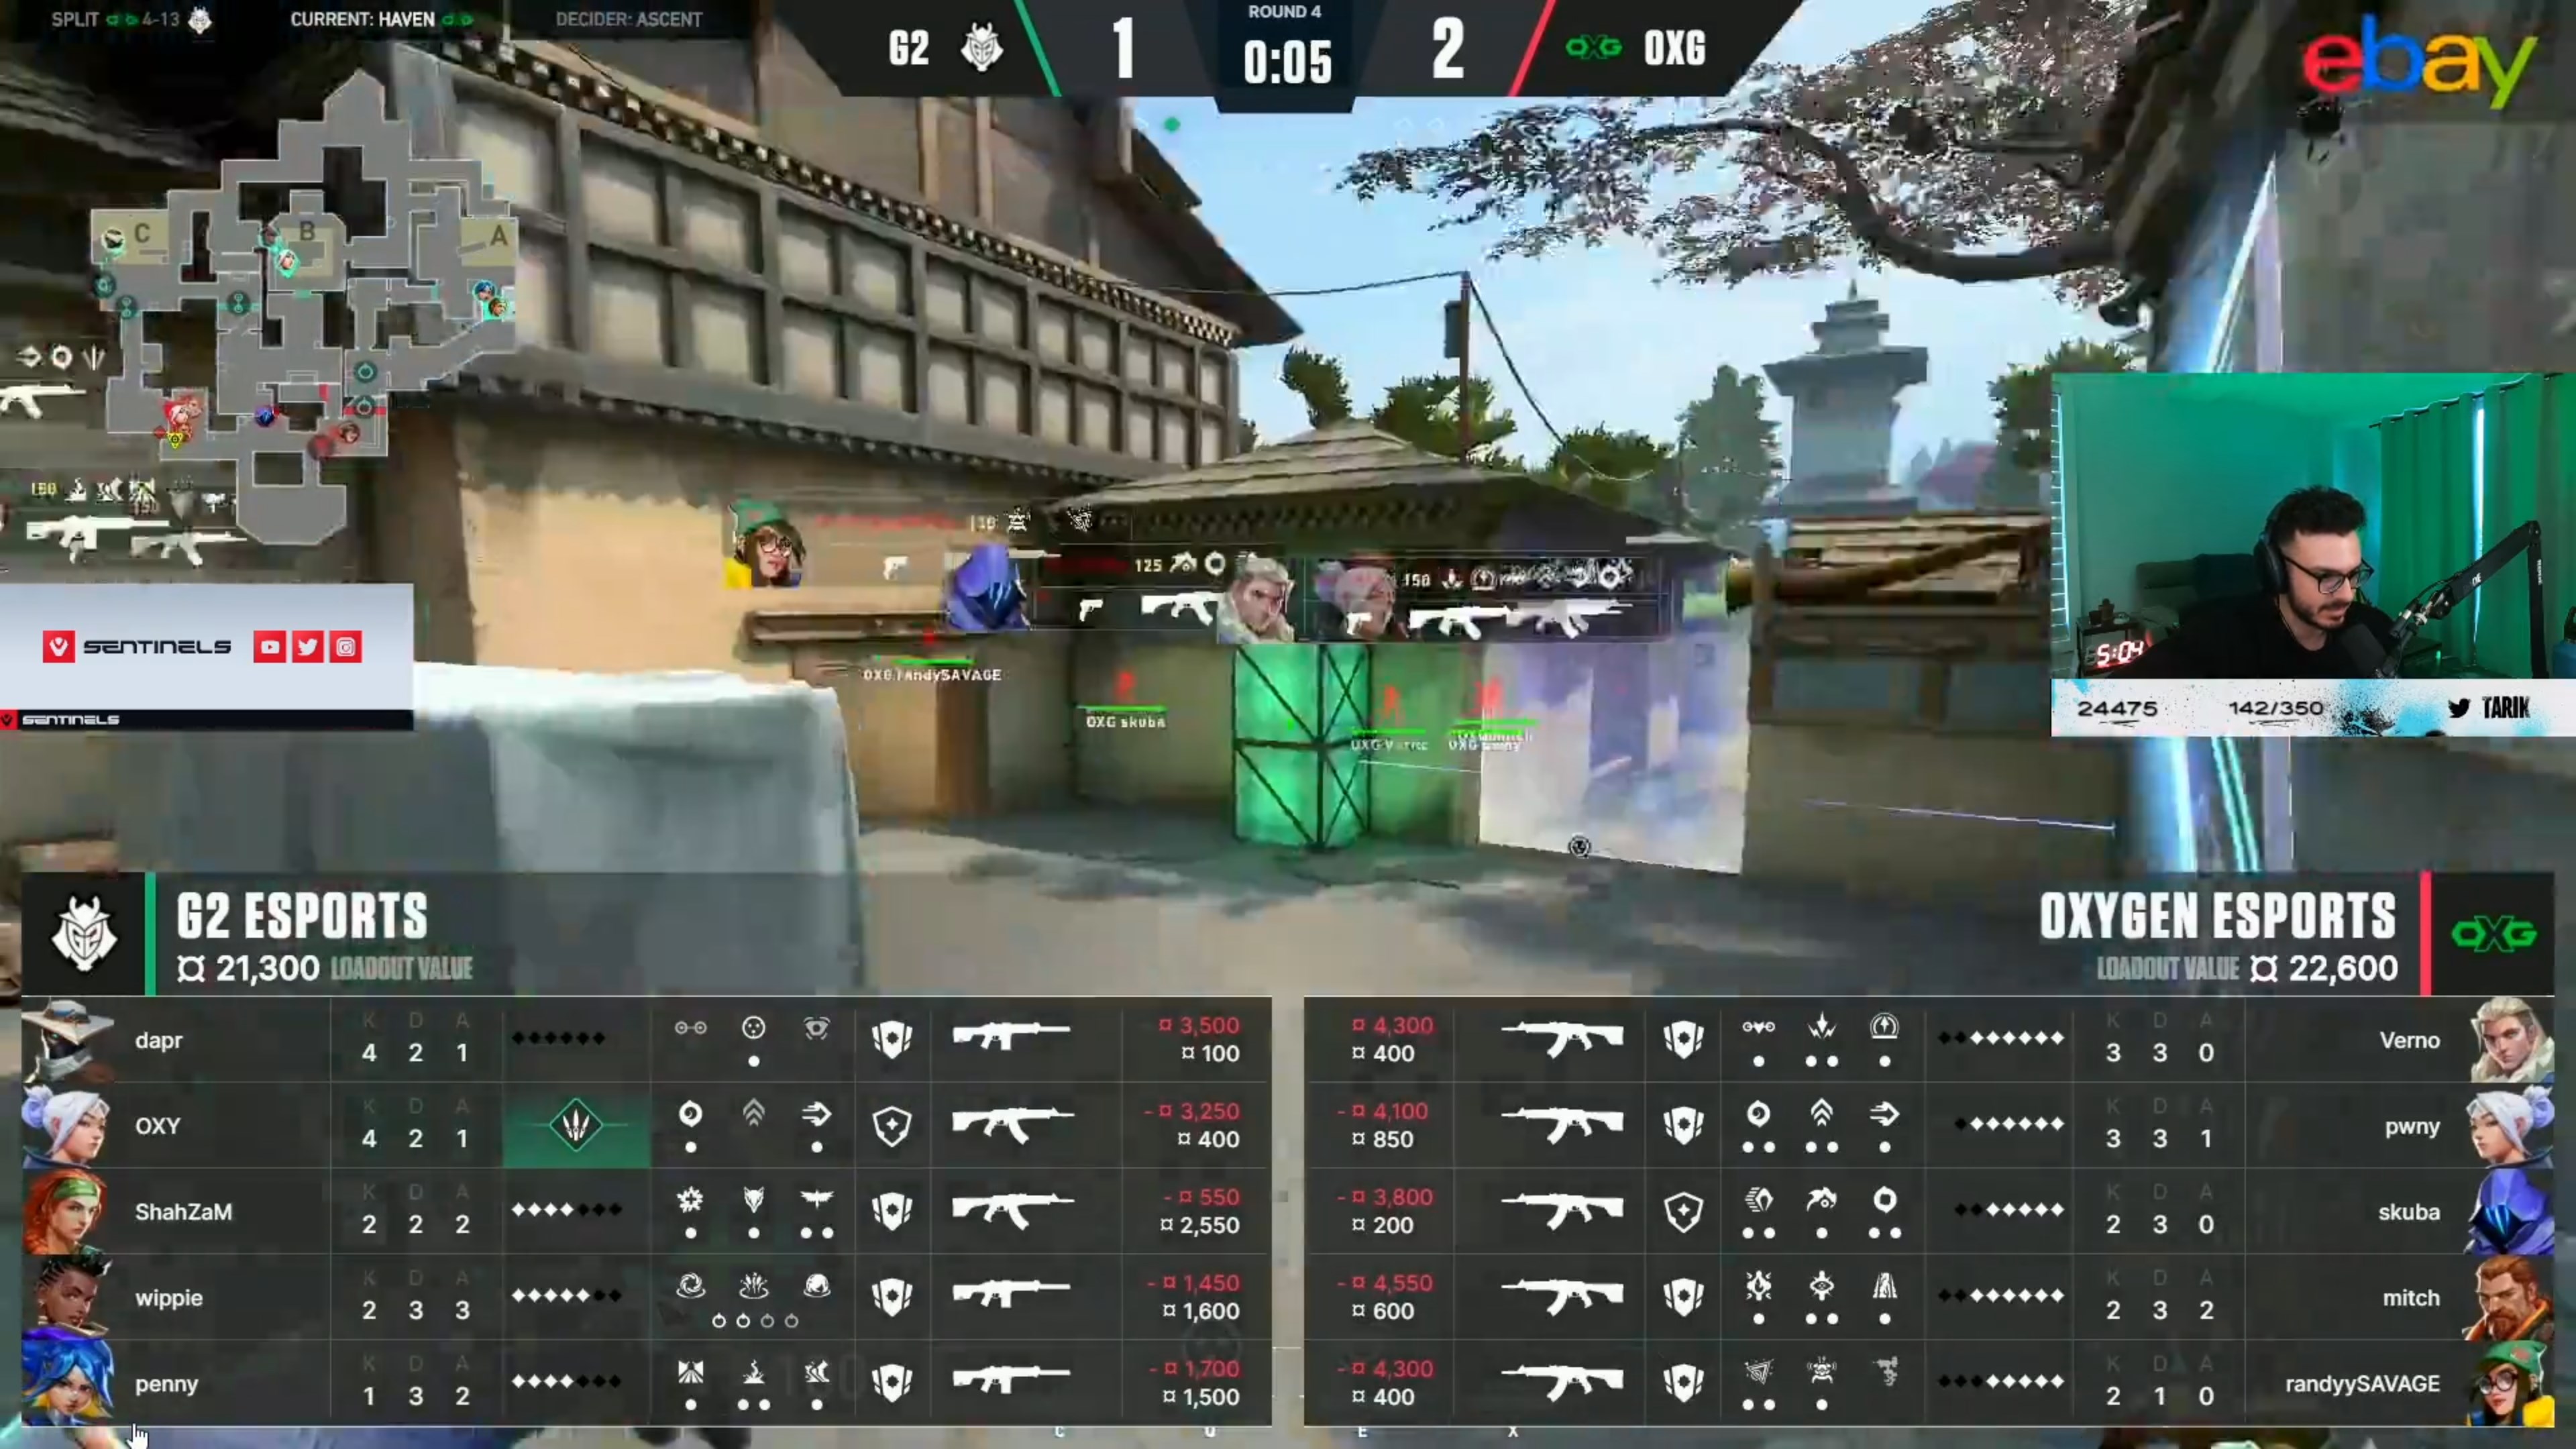 SPLIT 4-13
CURRENT: HAVEN
DECIDER: ASCENT
G2 1
ROUND 4
0:05
2 OXG OXG
ebay
C B A
150
125
150
OXG skuba
SENTINELS
SENTINELS
5:04
24475 142/350 TARIK
G2 ESPORTS
¤ 21,300 LOADOUT VALUE
OXYGEN ESPORTS
LOADOUT VALUE ¤ 22,600
OXG
dapr K 4 D 2 A 1 ¤ 3,500 ¤ 100
OXY K 4 D 2 A 1 - ¤ 3,250 ¤ 400
ShahZaM K 2 D 2 A 2 - ¤ 550 ¤ 2,550
wippie K 2 D 3 A 3 - ¤ 1,450 ¤ 1,600
penny K 1 D 3 A 2 - ¤ 1,700 ¤ 1,500
¤ 4,300 ¤ 400 K 3 D 3 A 0 Verno
- ¤ 4,100 ¤ 850 K 3 D 3 A 1 pwny
- ¤ 3,800 ¤ 200 K 2 D 3 A 0 skuba
- ¤ 4,550 ¤ 600 K 2 D 3 A 2 mitch
- ¤ 4,300 ¤ 400 K 2 D 1 A 0 randyySAVAGE
C Q E X